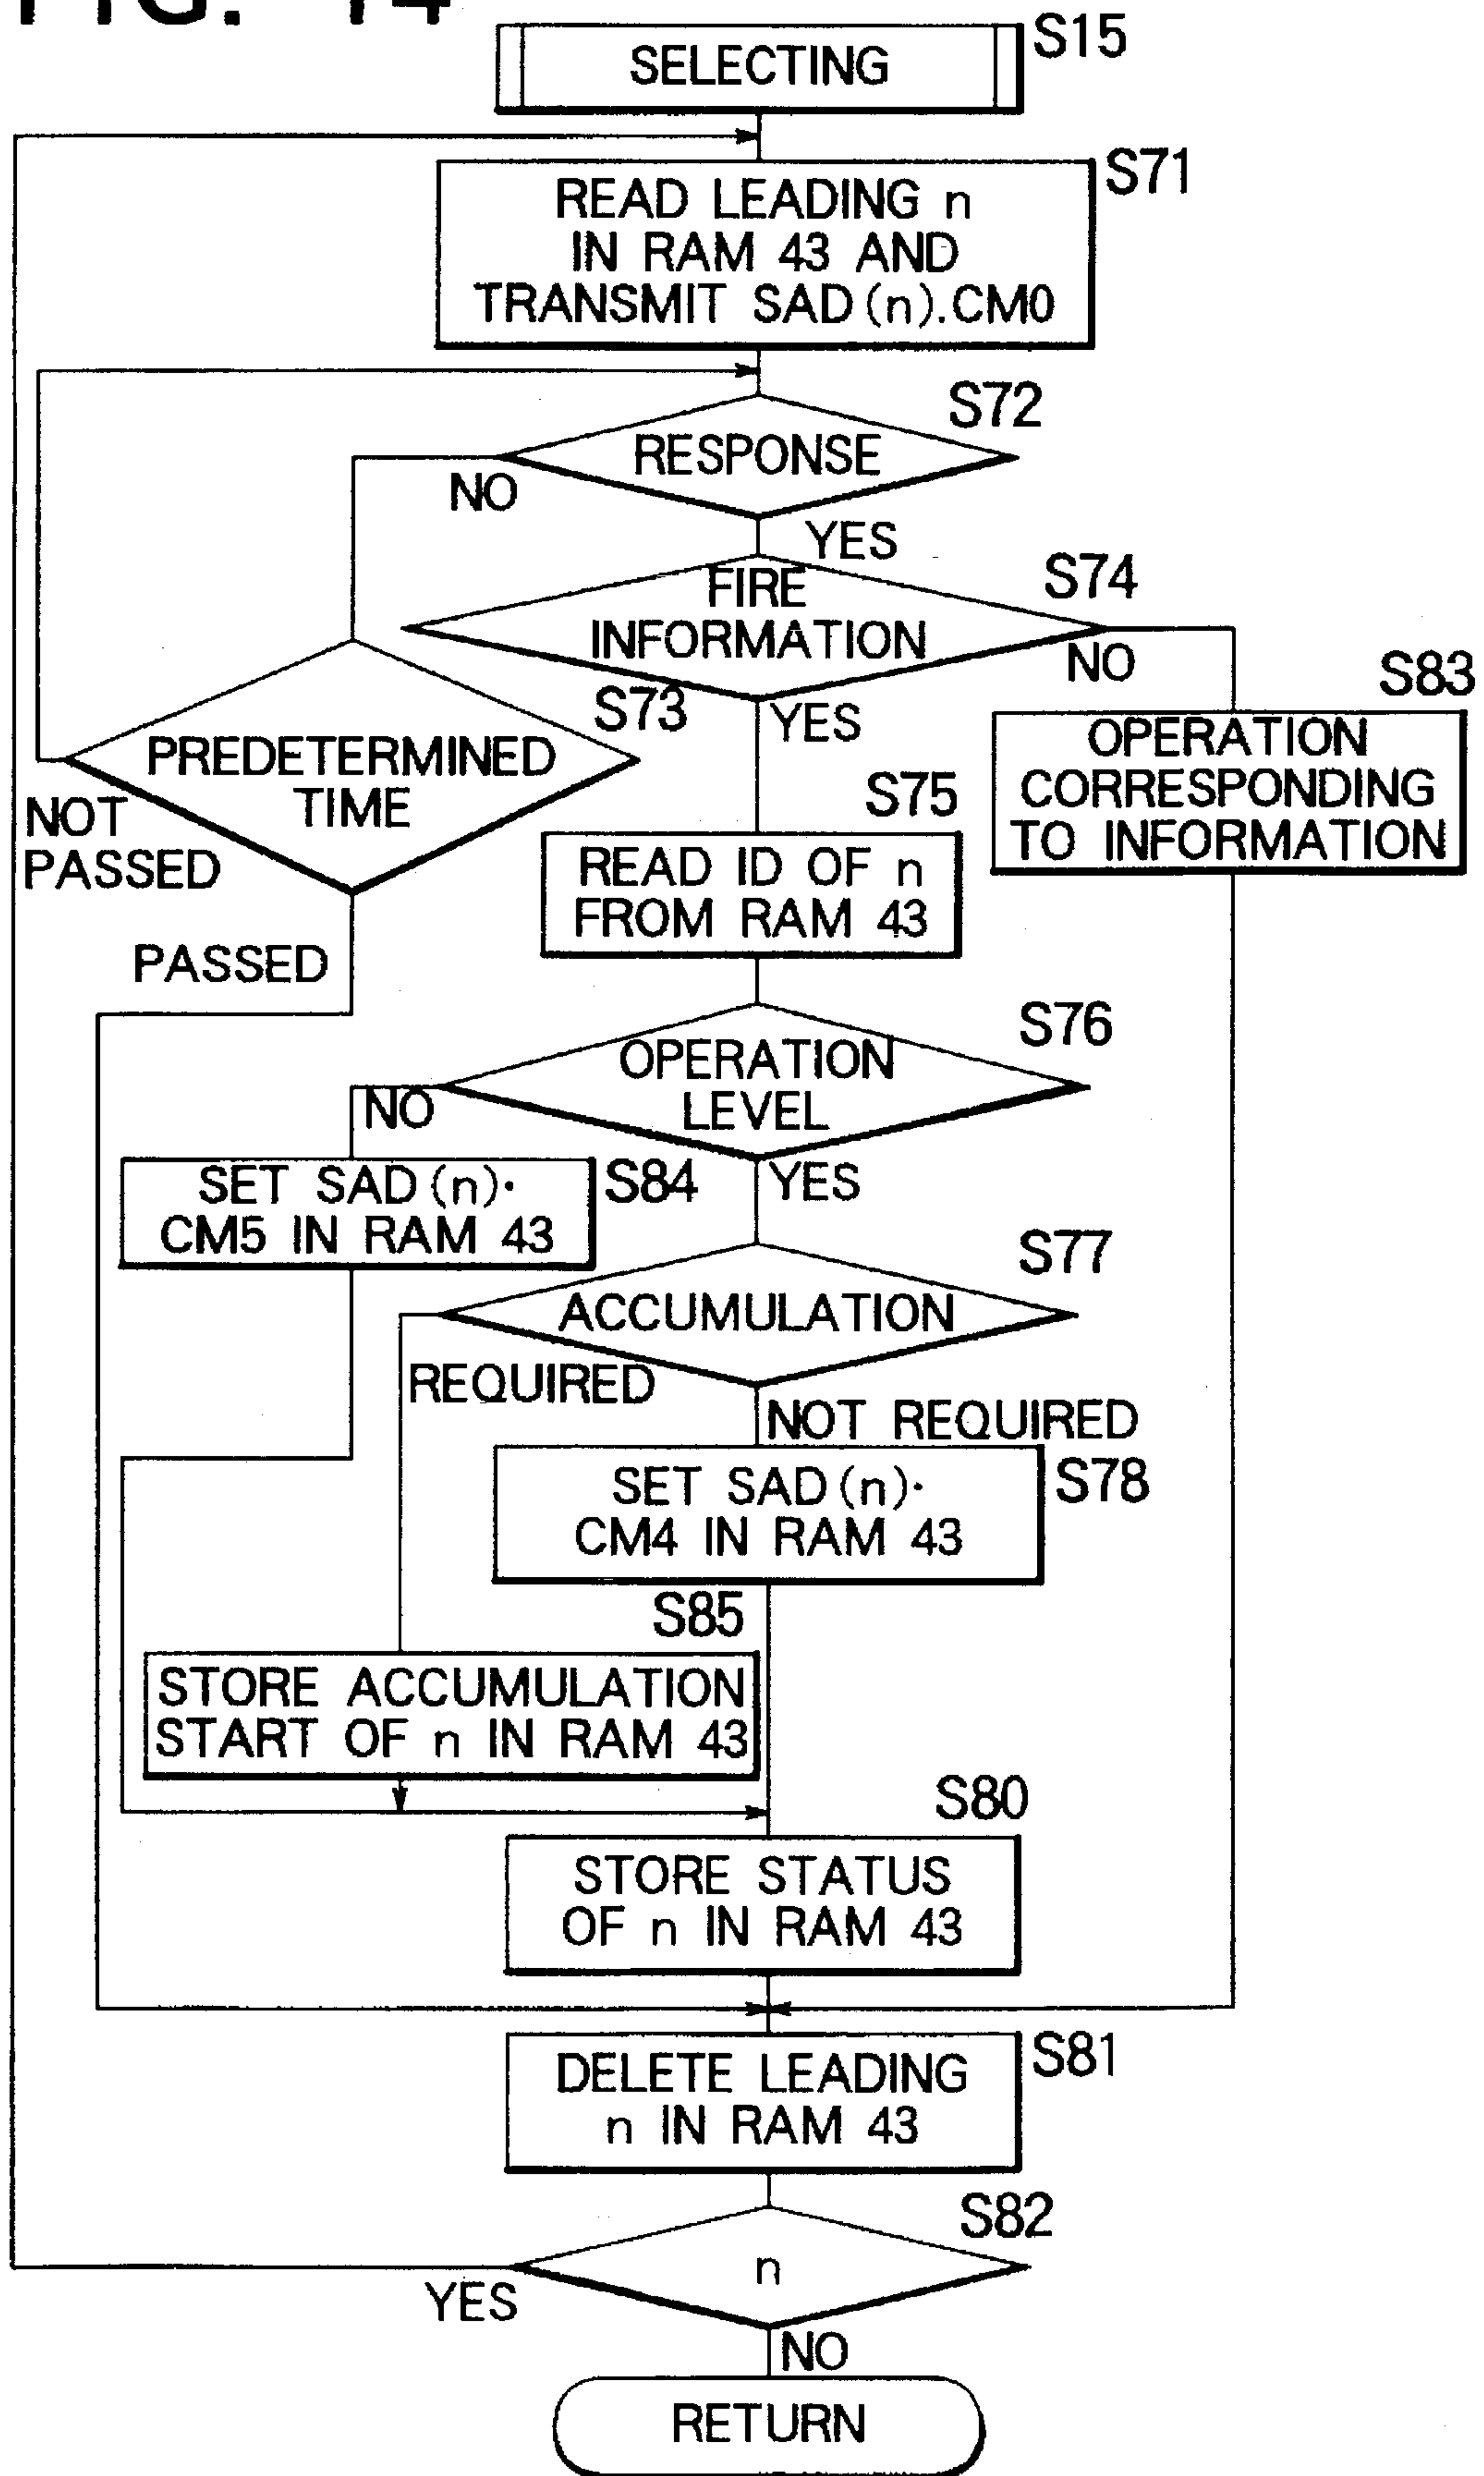 FIG. 14
SELECTING
S15
READ LEADING n
IN RAM 43 AND
TRANSMIT SAD(n).CM0
S71
S72
RESPONSE
NO
YES
S74
FIRE
INFORMATION
NO
YES
S83
OPERATION
CORRESPONDING
TO INFORMATION
S73
PREDETERMINED
TIME
NOT
PASSED
PASSED
S75
READ ID OF n
FROM RAM 43
S76
OPERATION
LEVEL
NO
YES
SET SAD(n)·
CM5 IN RAM 43
S84
S77
ACCUMULATION
REQUIRED
NOT REQUIRED
SET SAD(n)·
CM4 IN RAM 43
S78
S85
STORE ACCUMULATION
START OF n IN RAM 43
S80
STORE STATUS
OF n IN RAM 43
S81
DELETE LEADING
n IN RAM 43
S82
n
YES
NO
RETURN